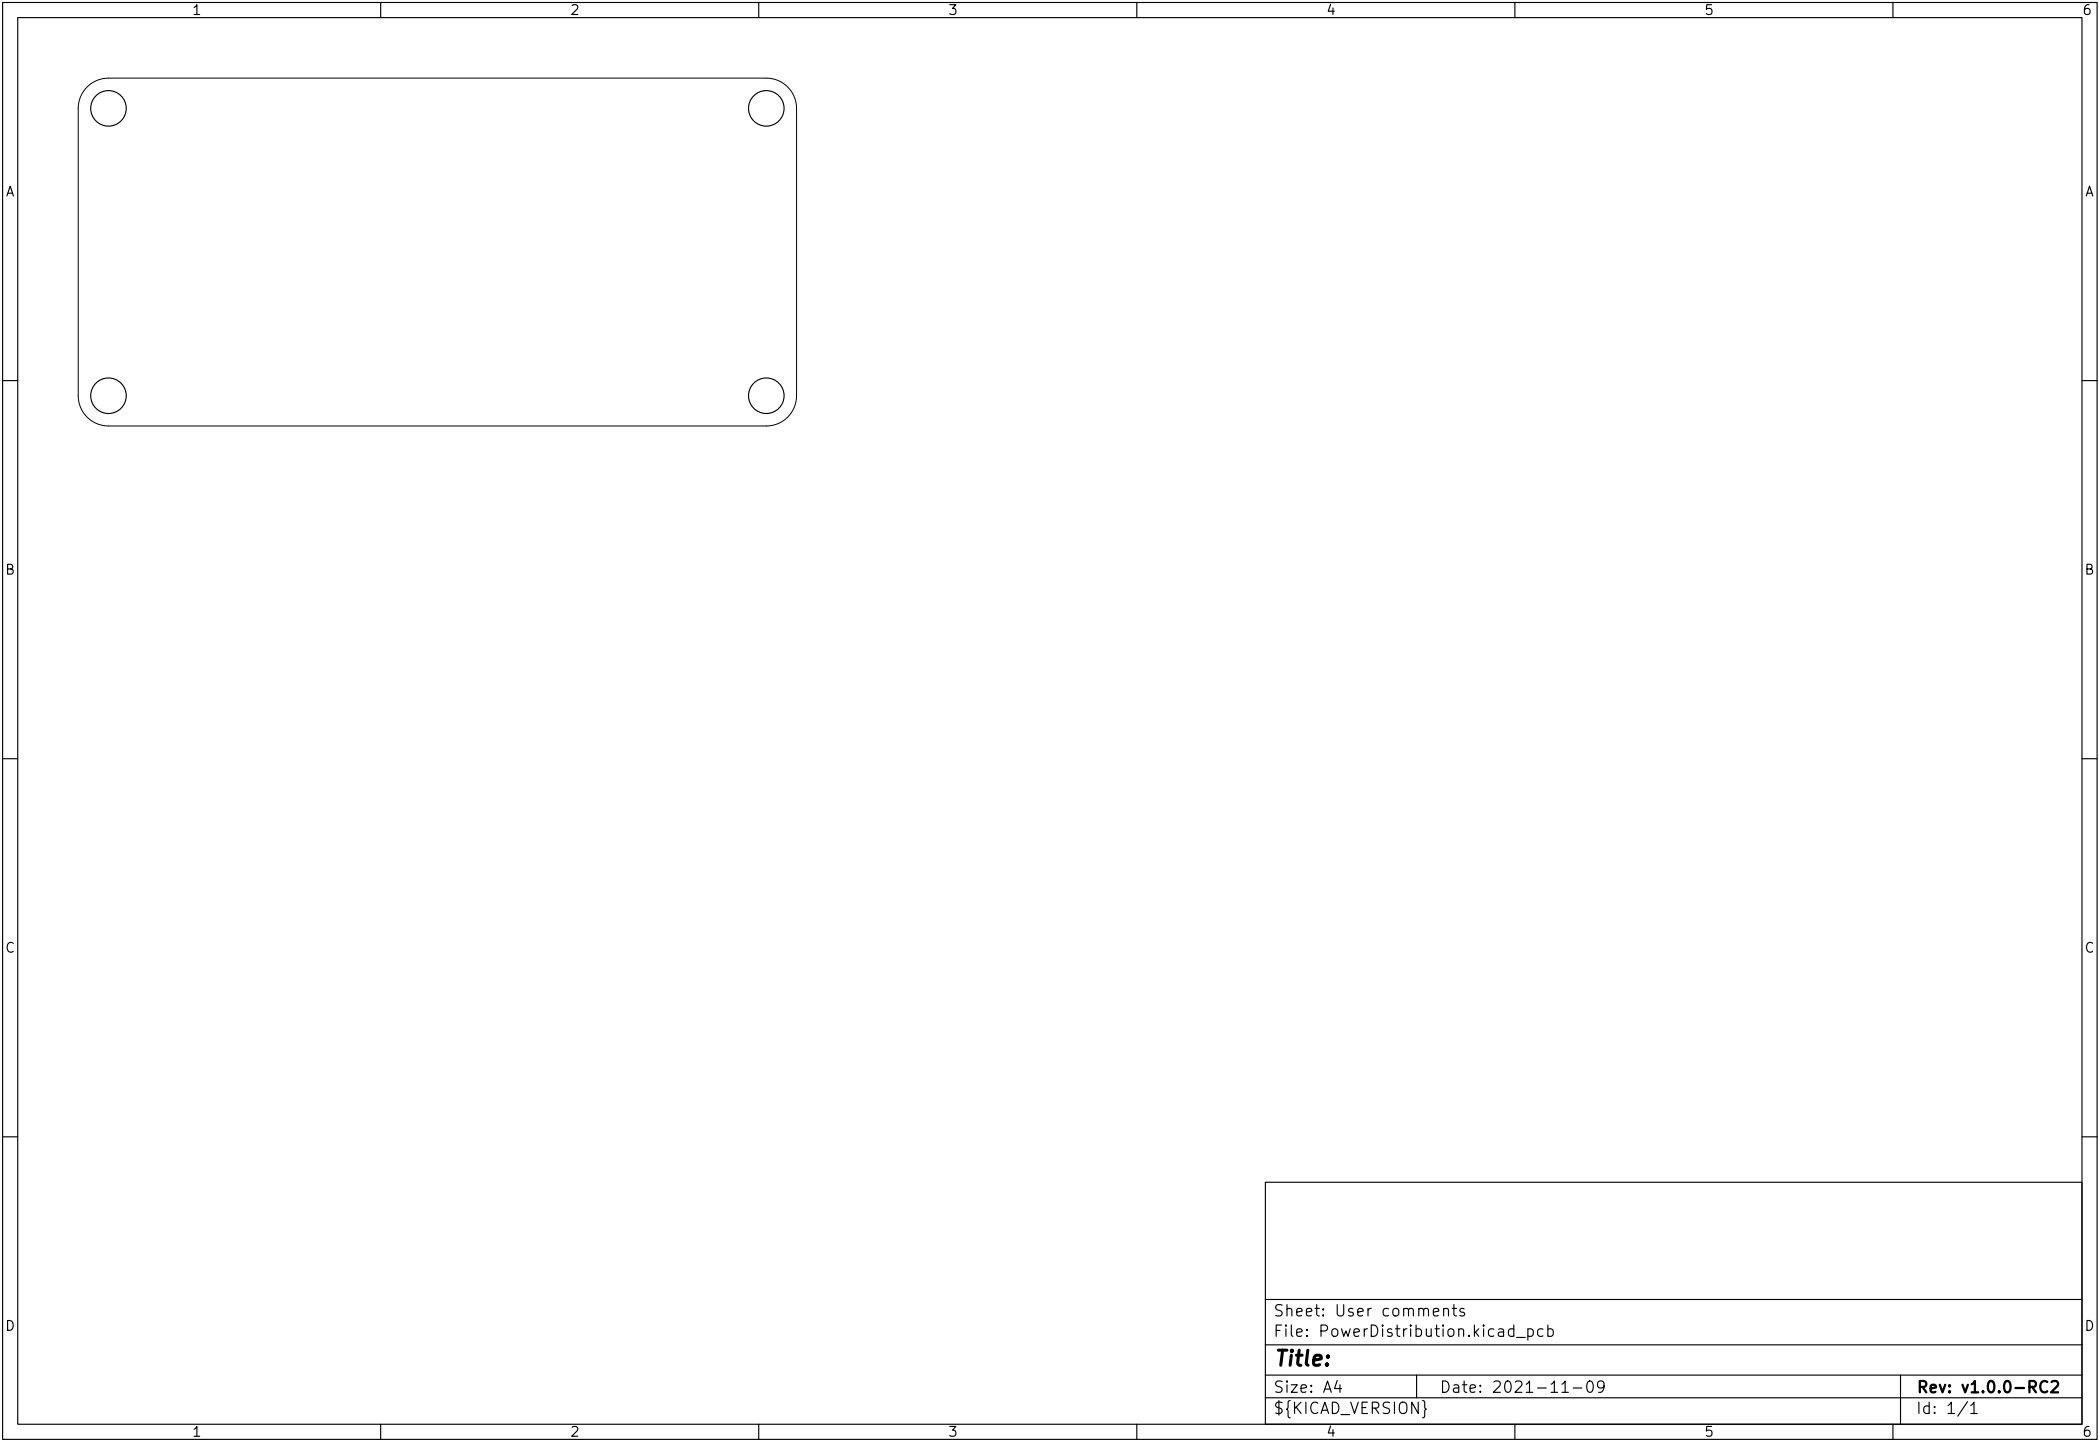 1 2 3 4 5 6
A A
B B
C C
Sheet: User comments
D D
File: PowerDistribution.kicad_pcb
Title:
Size: A4 Date: 2021-11-09 Rev: v1.0.0-RC2
${KICAD_VERSION} Id: 1/1
1 2 3 4 5 6